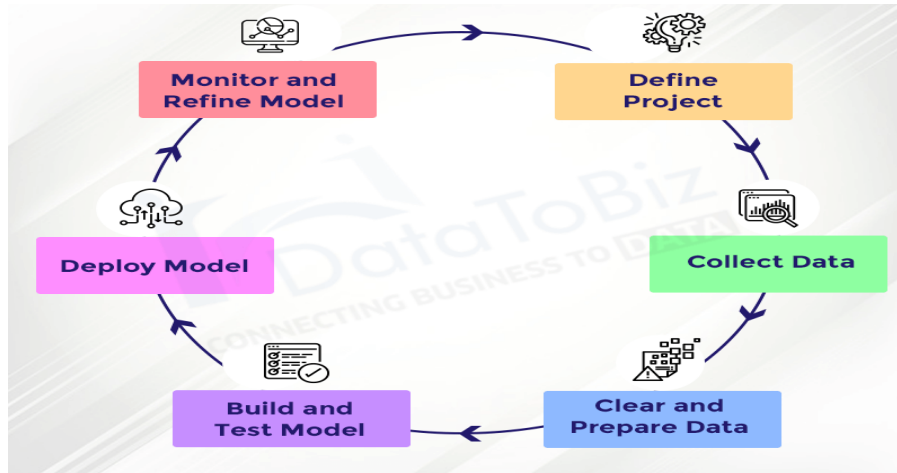 Monitor and
Refine Model
Define
Project
Deploy Model
Collect Data
Build and
Test Model
Clear and
Prepare Data
DataToBiz
CONNECTING BUSINESS TO DATA